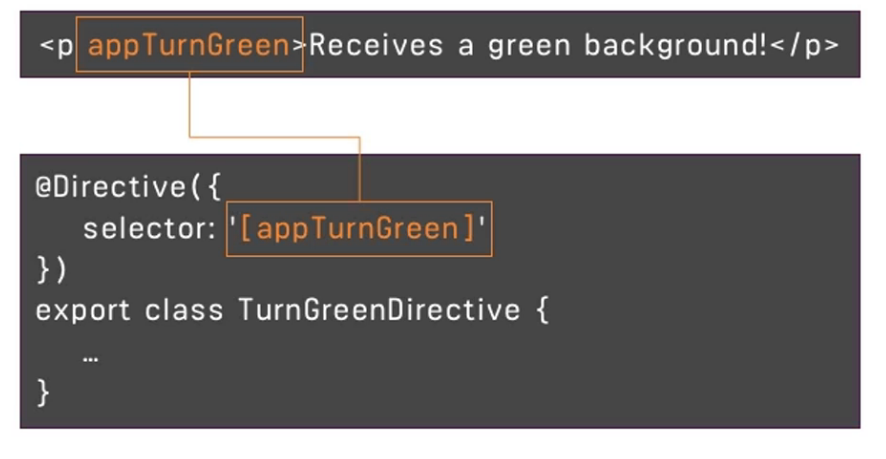 <p appTurnGreen>Receives a green background!</p>
@Directive({
selector: '[appTurnGreen]'
})
export class TurnGreenDirective {
…
}